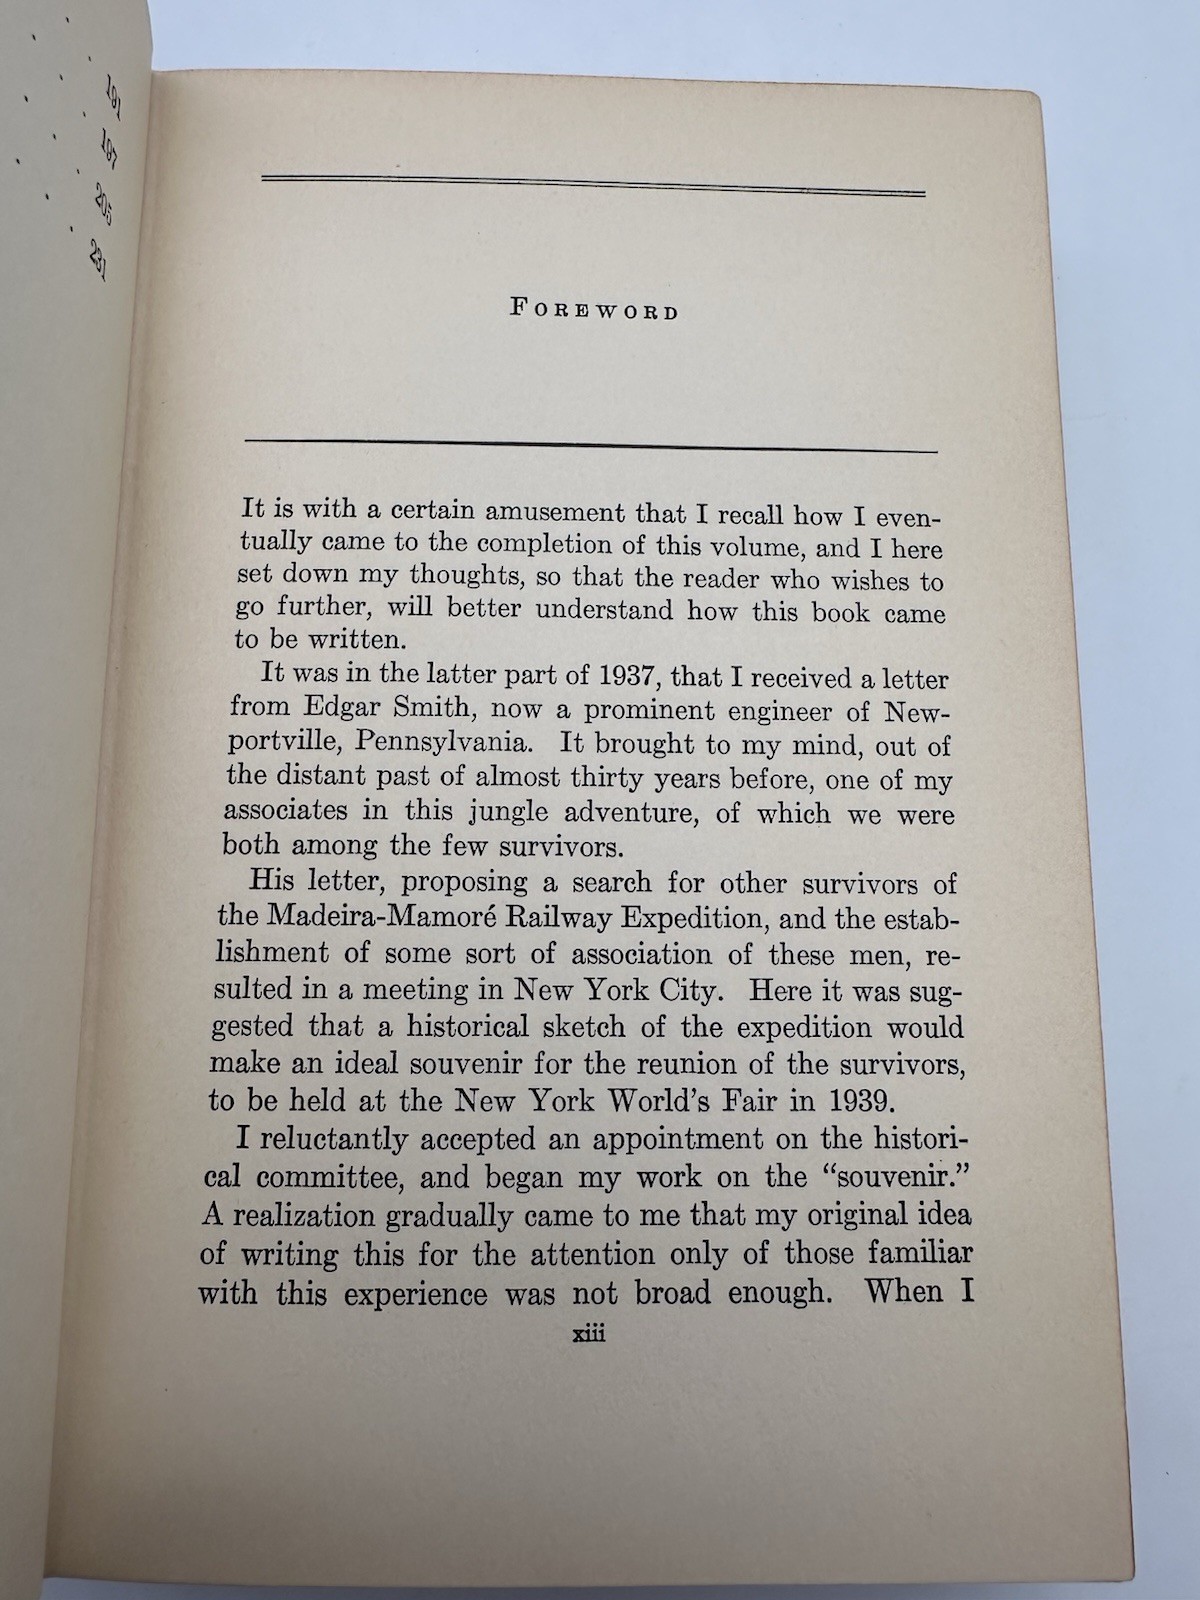 191
197
205
231
FOREWORD
It is with a certain amusement that I recall how I even-
tually came to the completion of this volume, and I here
set down my thoughts, so that the reader who wishes to
go further, will better understand how this book came
to be written.
It was in the latter part of 1937, that I received a letter
from Edgar Smith, now a prominent engineer of New-
portville, Pennsylvania. It brought to my mind, out of
the distant past of almost thirty years before, one of my
associates in this jungle adventure, of which we were
both among the few survivors.
His letter, proposing a search for other survivors of
the Madeira-Mamoré Railway Expedition, and the estab-
lishment of some sort of association of these men, re-
sulted in a meeting in New York City. Here it was sug-
gested that a historical sketch of the expedition would
make an ideal souvenir for the reunion of the survivors,
to be held at the New York World's Fair in 1939.
I reluctantly accepted an appointment on the histori-
cal committee, and began my work on the “souvenir.”
A realization gradually came to me that my original idea
of writing this for the attention only of those familiar
with this experience was not broad enough. When I
xiii